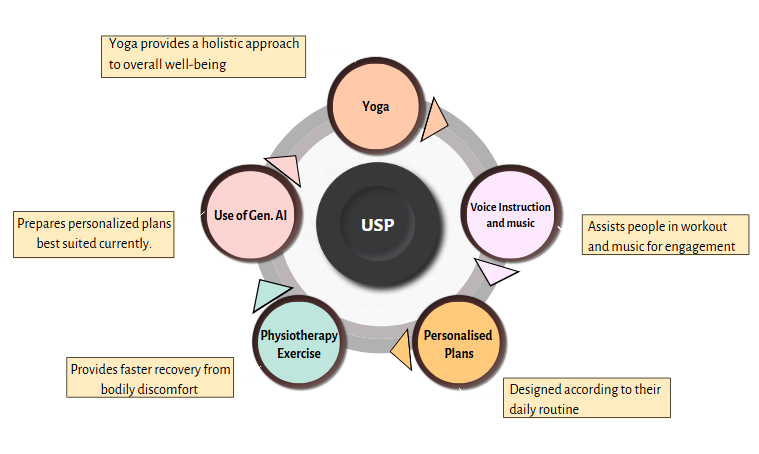 Yoga provides a holistic approach
to overall well-being
Yoga
Use of Gen. AI
Voice Instruction
and music
USP
Prepares personalized plans
best suited currently.
Assists people in workout
and music for engagement
Physiotherapy
Exercise
Personalised
Plans
Provides faster recovery from
bodily discomfort
Designed according to their
daily routine